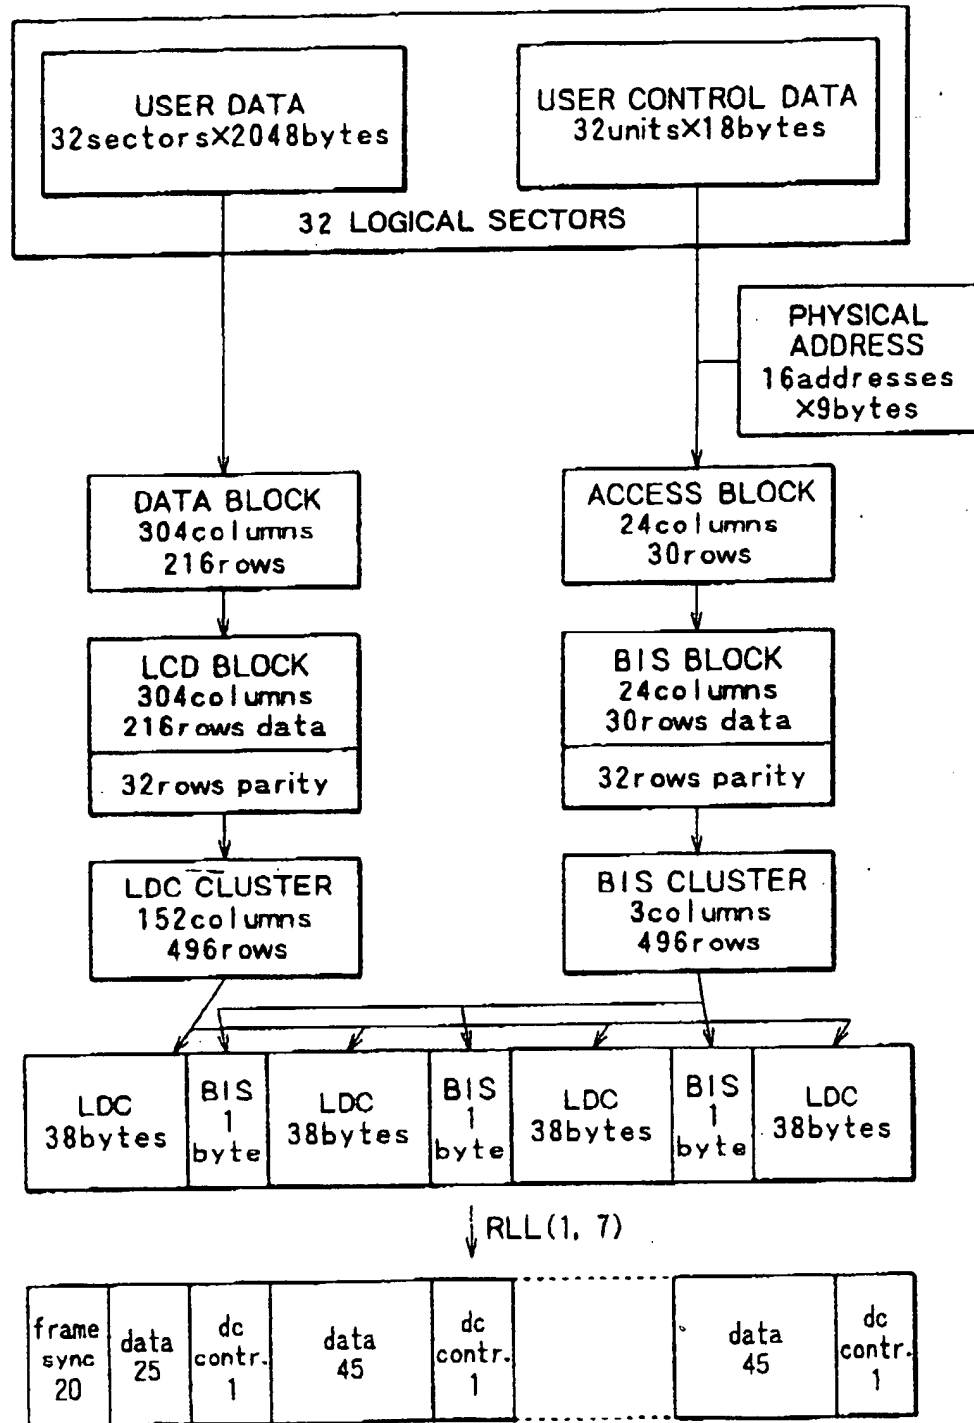 USER DATA
32sectors×2048bytes
USER CONTROL DATA
32units×18bytes
32 LOGICAL SECTORS
PHYSICAL
ADDRESS
16addresses
×9bytes
DATA BLOCK
304columns
216rows
ACCESS BLOCK
24columns
30rows
LCD BLOCK
304columns
216rows data
32rows parity
BIS BLOCK
24columns
30rows data
32rows parity
LDC CLUSTER
152columns
496rows
BIS CLUSTER
3columns
496rows
LDC
38bytes
BIS
1
byte
LDC
38bytes
BIS
1
byte
LDC
38bytes
BIS
1
byte
LDC
38bytes
RLL(1, 7)
frame
sync
20
data
25
dc
contr.
1
data
45
dc
contr.
1
data
45
dc
contr.
1